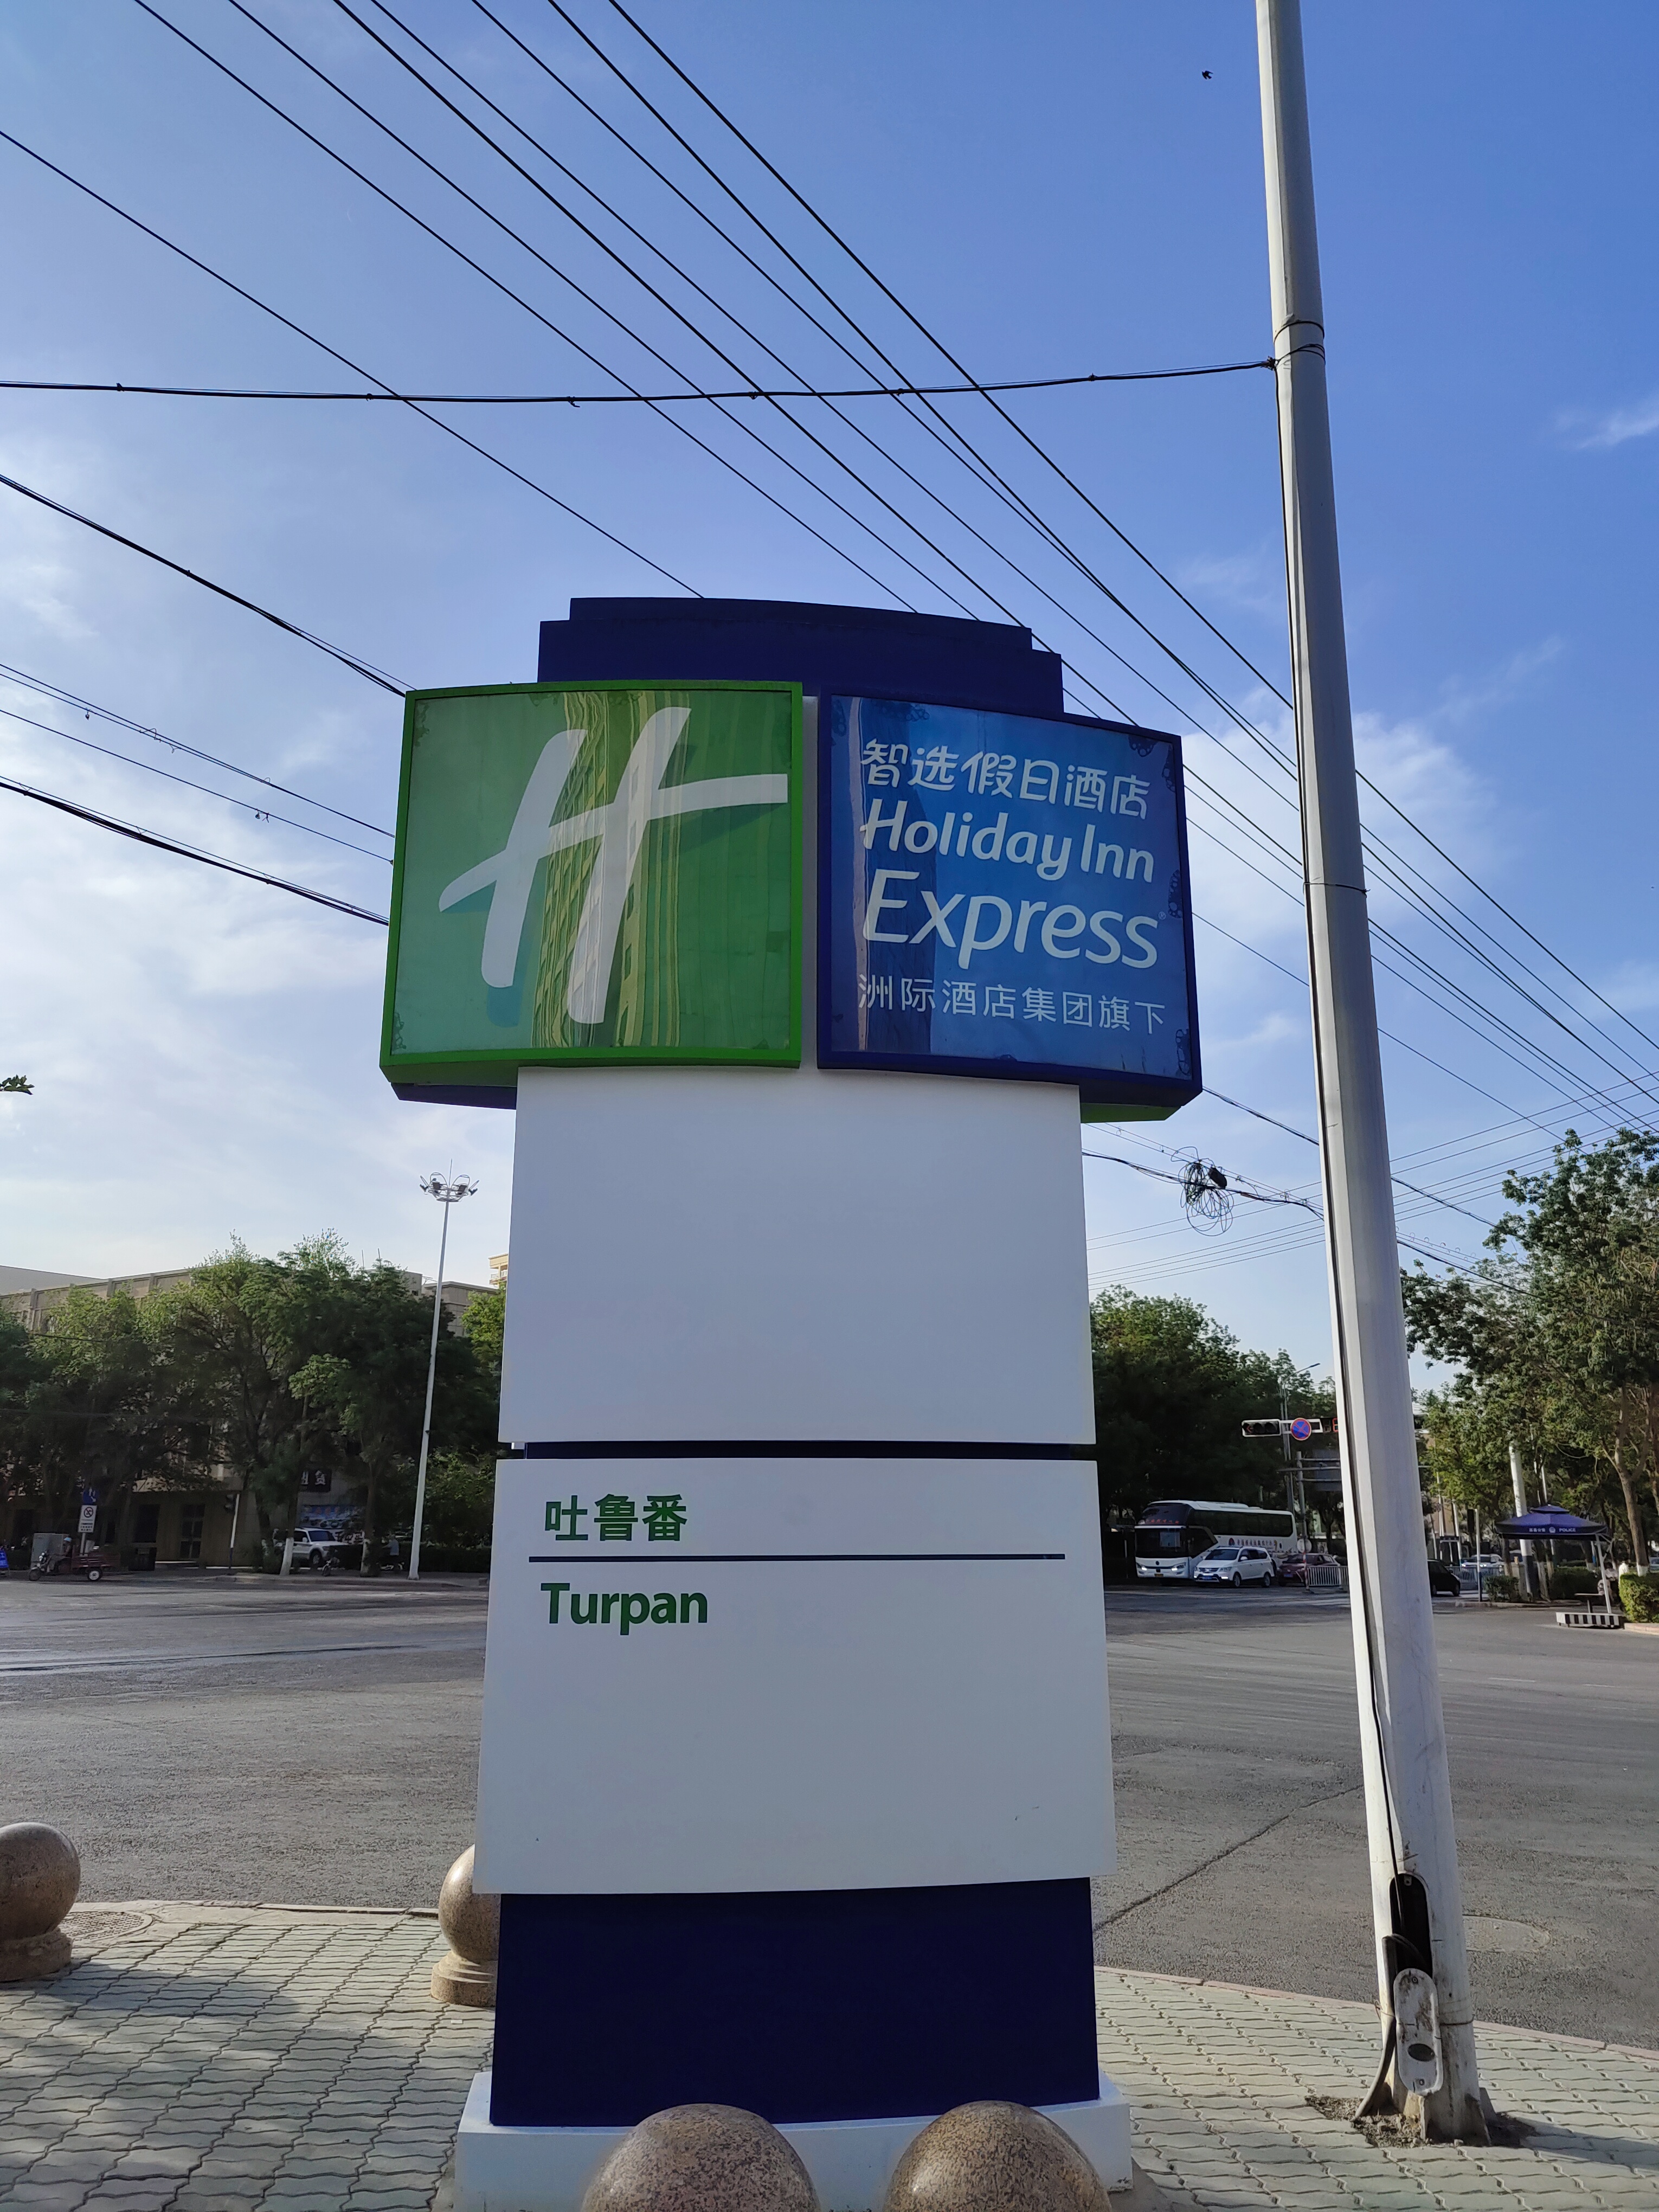 H
智选假日酒店
Holiday Inn
Express®
洲际酒店集团旗下
吐鲁番
Turpan
POLICE